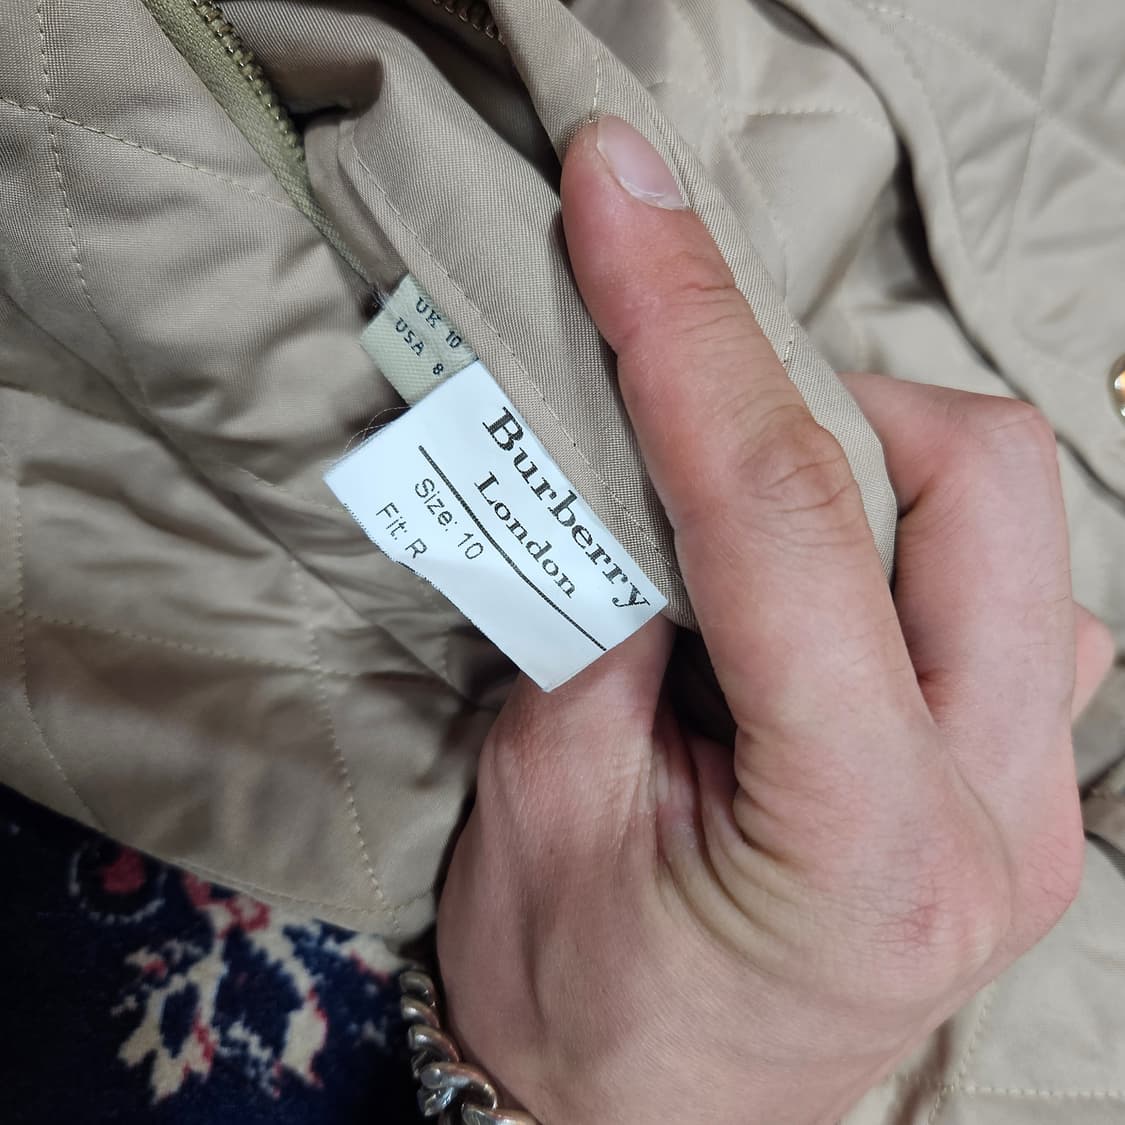 UK 10
USA 8
Burberry
London
Size: 10
Fit: R